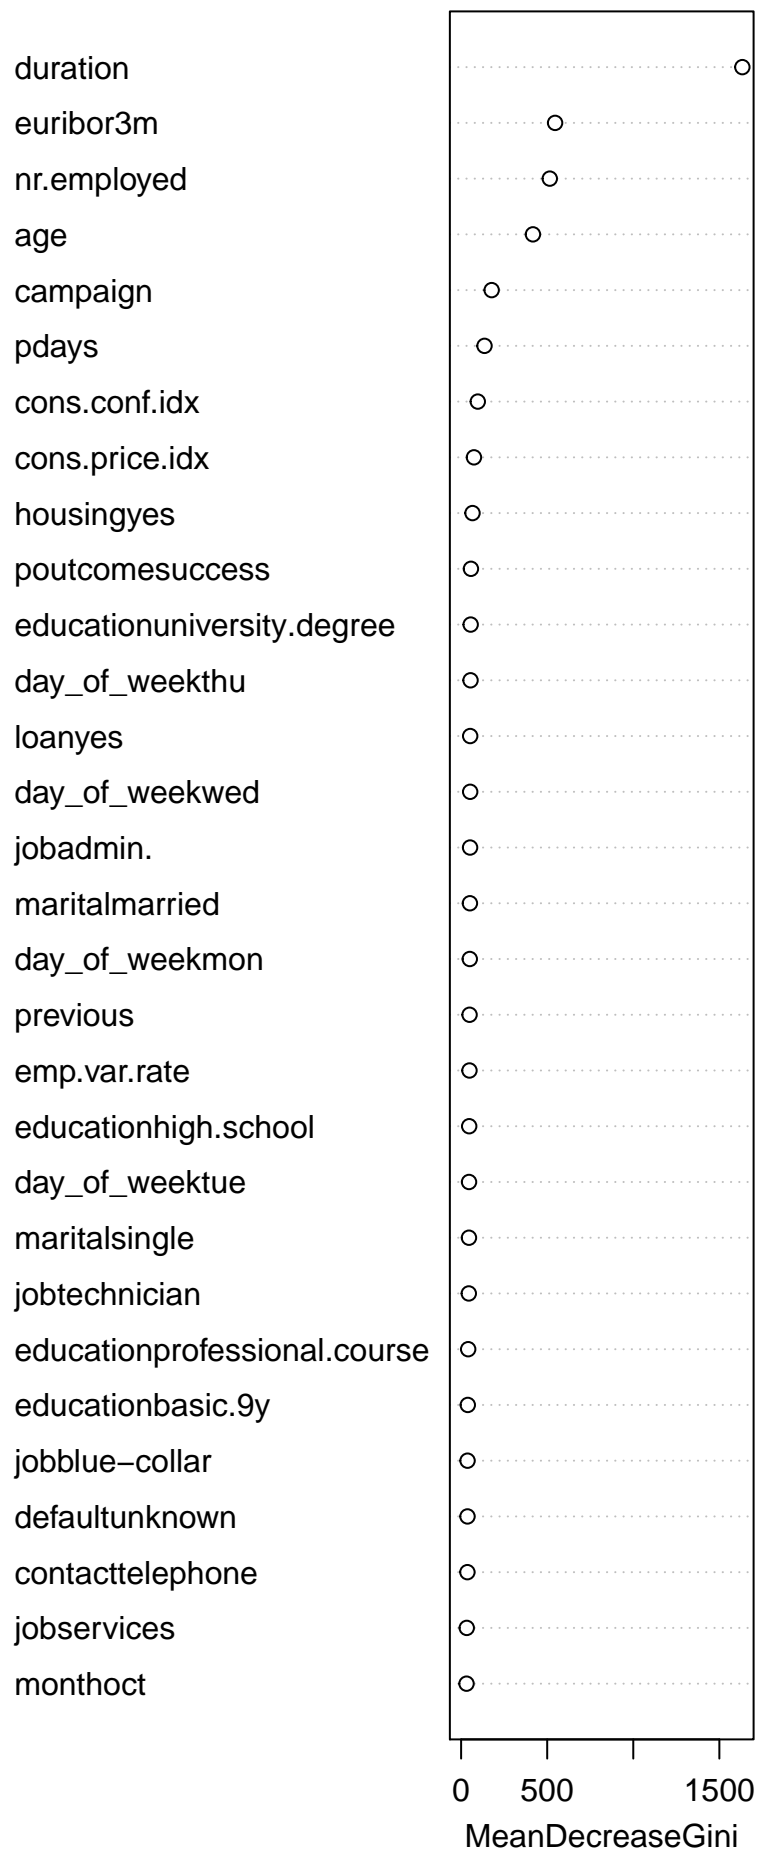 duration
euribor3m
nr.employed
age
campaign
pdays
cons.conf.idx
cons.price.idx
housingyes
poutcomesuccess
educationuniversity.degree
day_of_weekthu
loanyes
day_of_weekwed
jobadmin.
maritalmarried
day_of_weekmon
previous
emp.var.rate
educationhigh.school
day_of_weektue
maritalsingle
jobtechnician
educationprofessional.course
educationbasic.9y
jobblue−collar
defaultunknown
contacttelephone
jobservices
monthoct
0 500 1500
MeanDecreaseGini